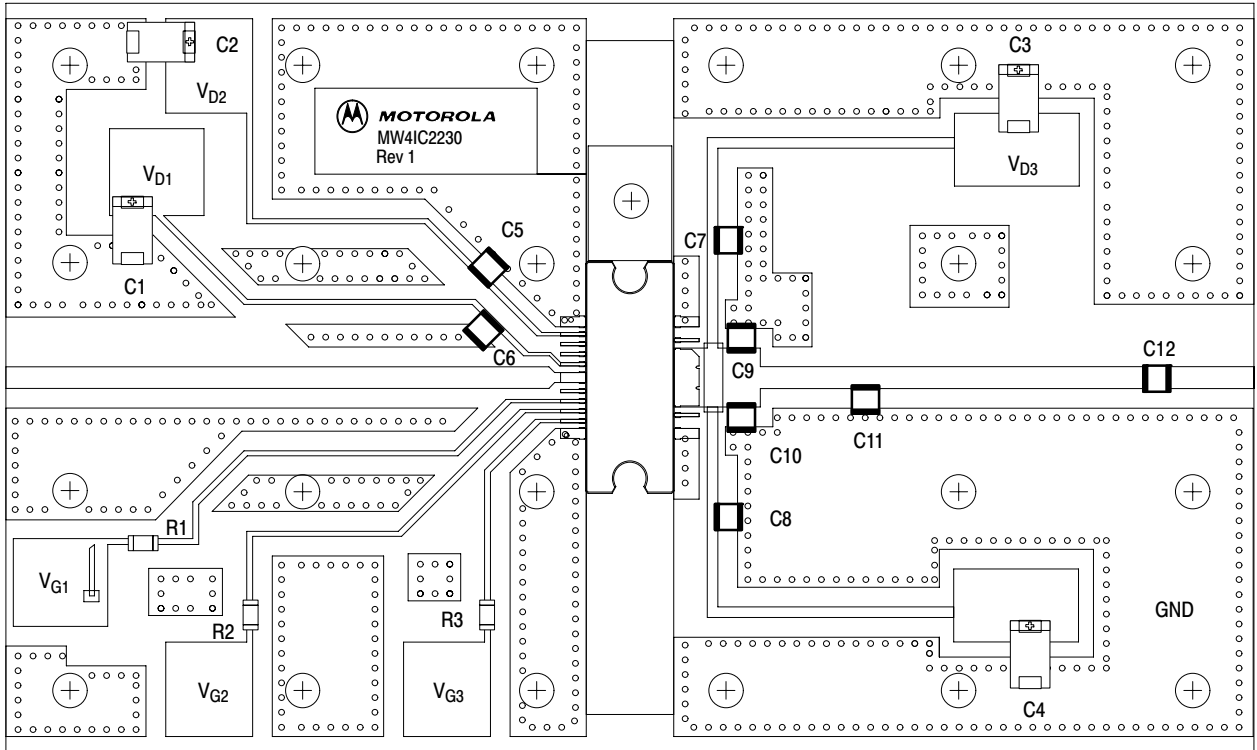 C2
C3
V_D2
MOTOROLA
MW4IC2230
Rev 1
V_D1
V_D3
C5
C7
C1
C6
C9
C12
C11
C10
C8
R1
V_G1
R2
R3
GND
V_G2
V_G3
C4